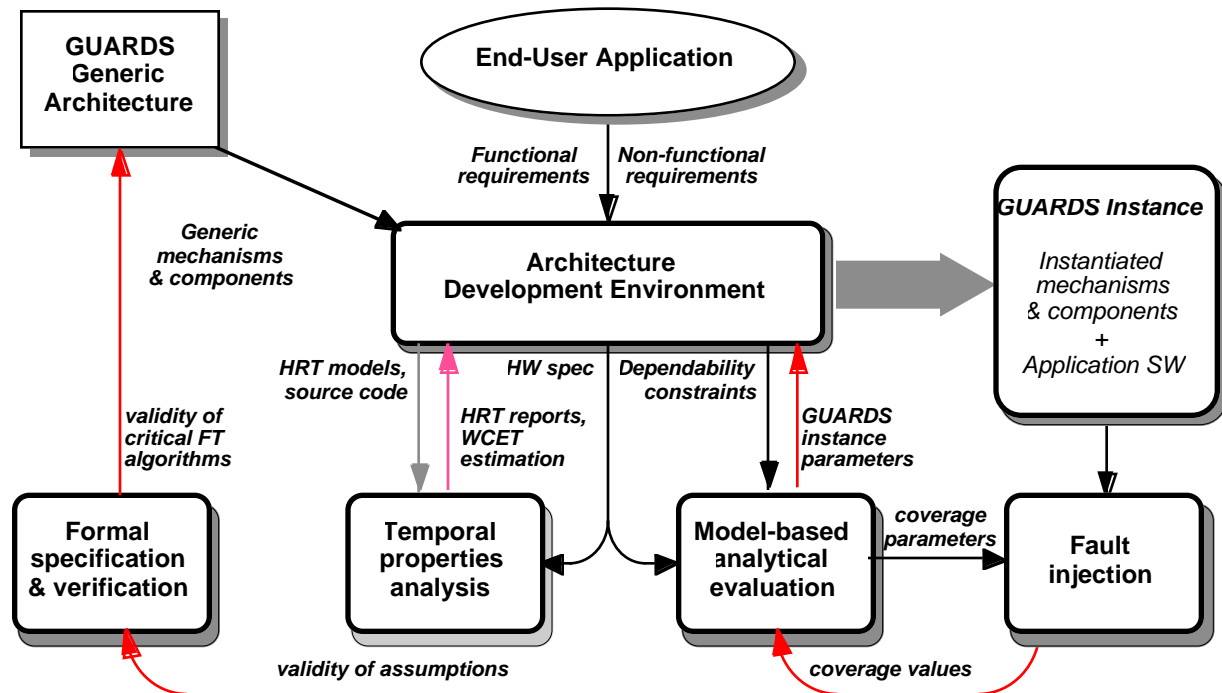 GUARDS
Generic
Architecture
End-User Application
Functional
requirements
Non-functional
requirements
GUARDS Instance
Instantiated
mechanisms
& components
+
Application SW
Generic
mechanisms
& components
Architecture
Development Environment
HRT models,
source code
HW spec
Dependability
constraints
HRT reports,
WCET
estimation
GUARDS
instance
parameters
validity of
critical FT
algorithms
Formal
specification
& verification
Temporal
properties
analysis
Model-based
analytical
evaluation
coverage
parameters
Fault
injection
validity of assumptions
coverage values